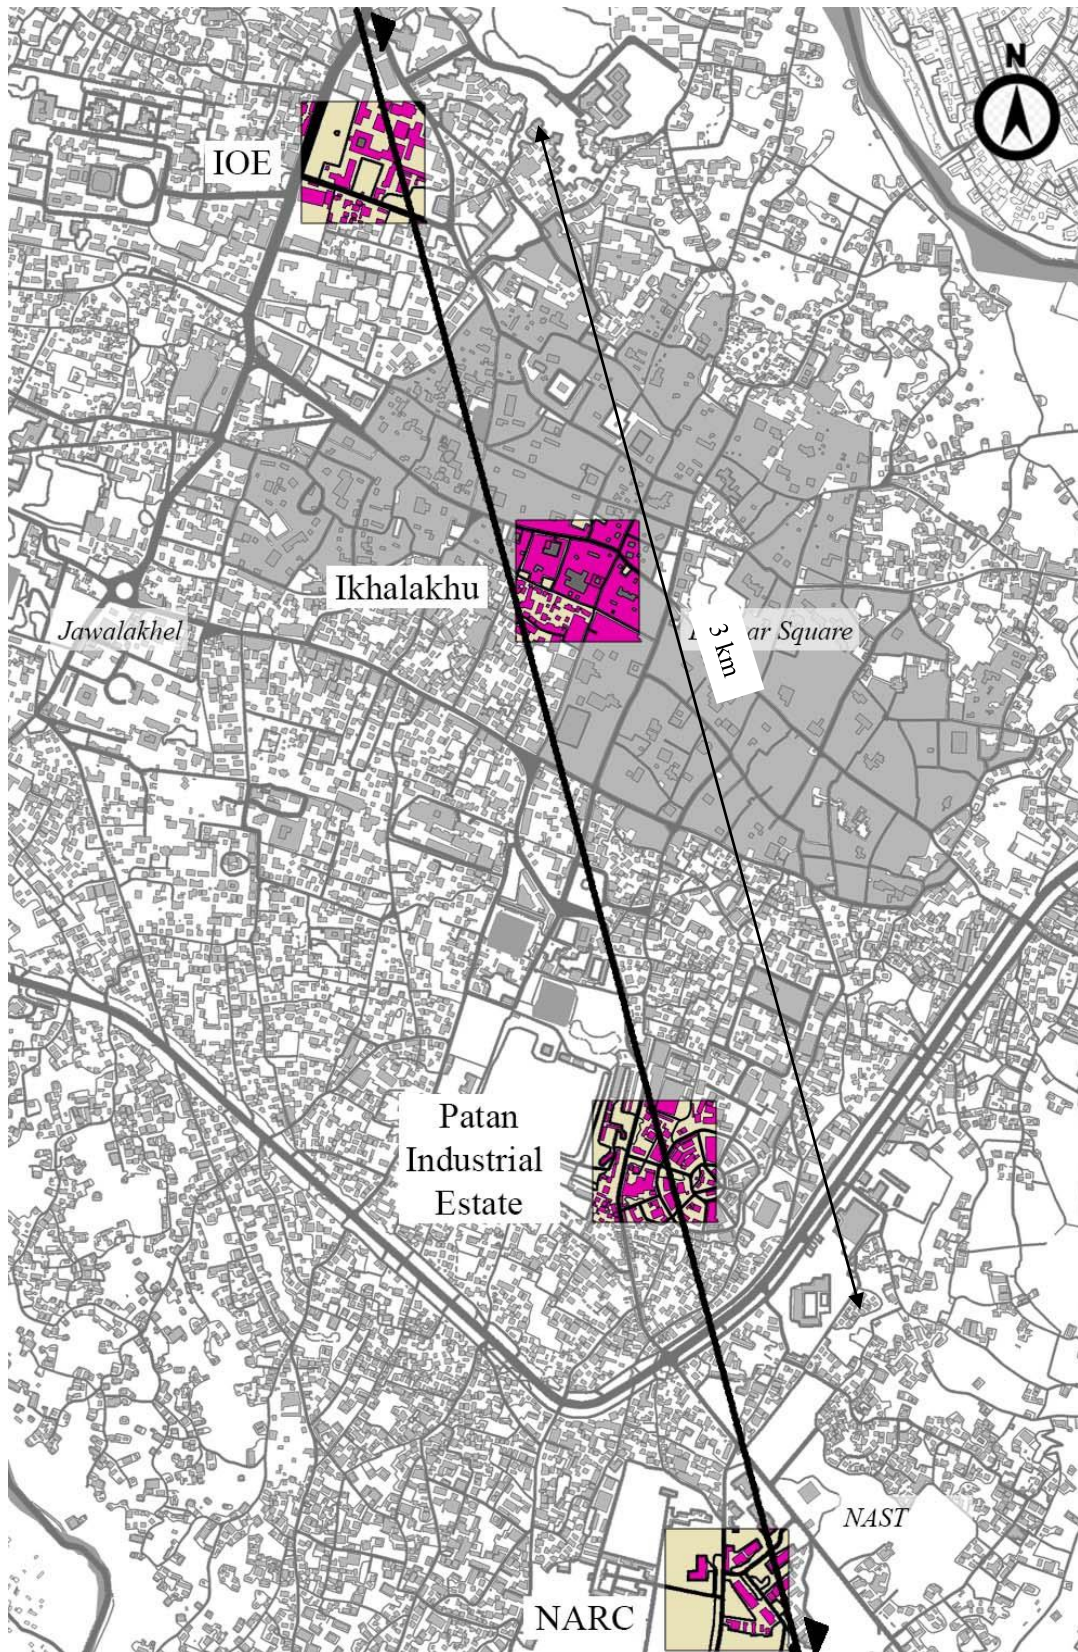 N
IOE
Ikhalakhu
Jawalakhel
ar Square
3 km
Patan
Industrial
Estate
NAST
NARC